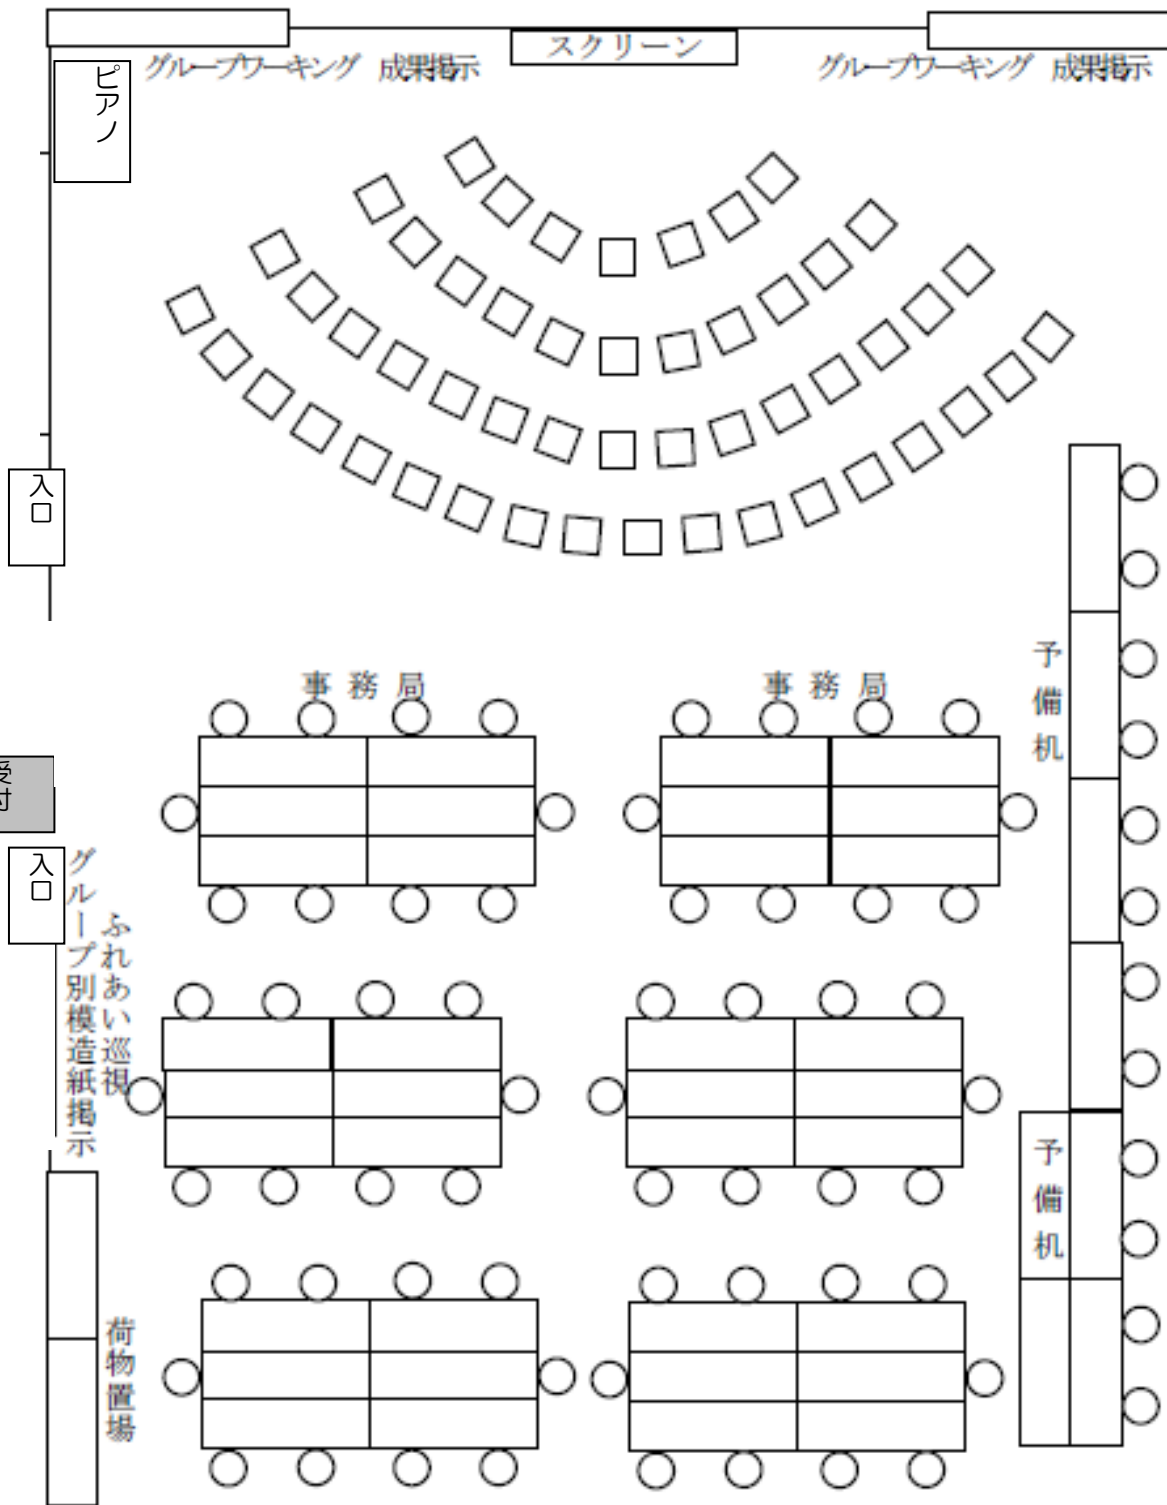 スクリーン
グループワーキング 成果掲示
グループワーキング 成果掲示
ピアノ
入口
予備机
事務局
事務局
受付
入口
ふれあい巡視
グループ別模造紙掲示
予備机
荷物置場